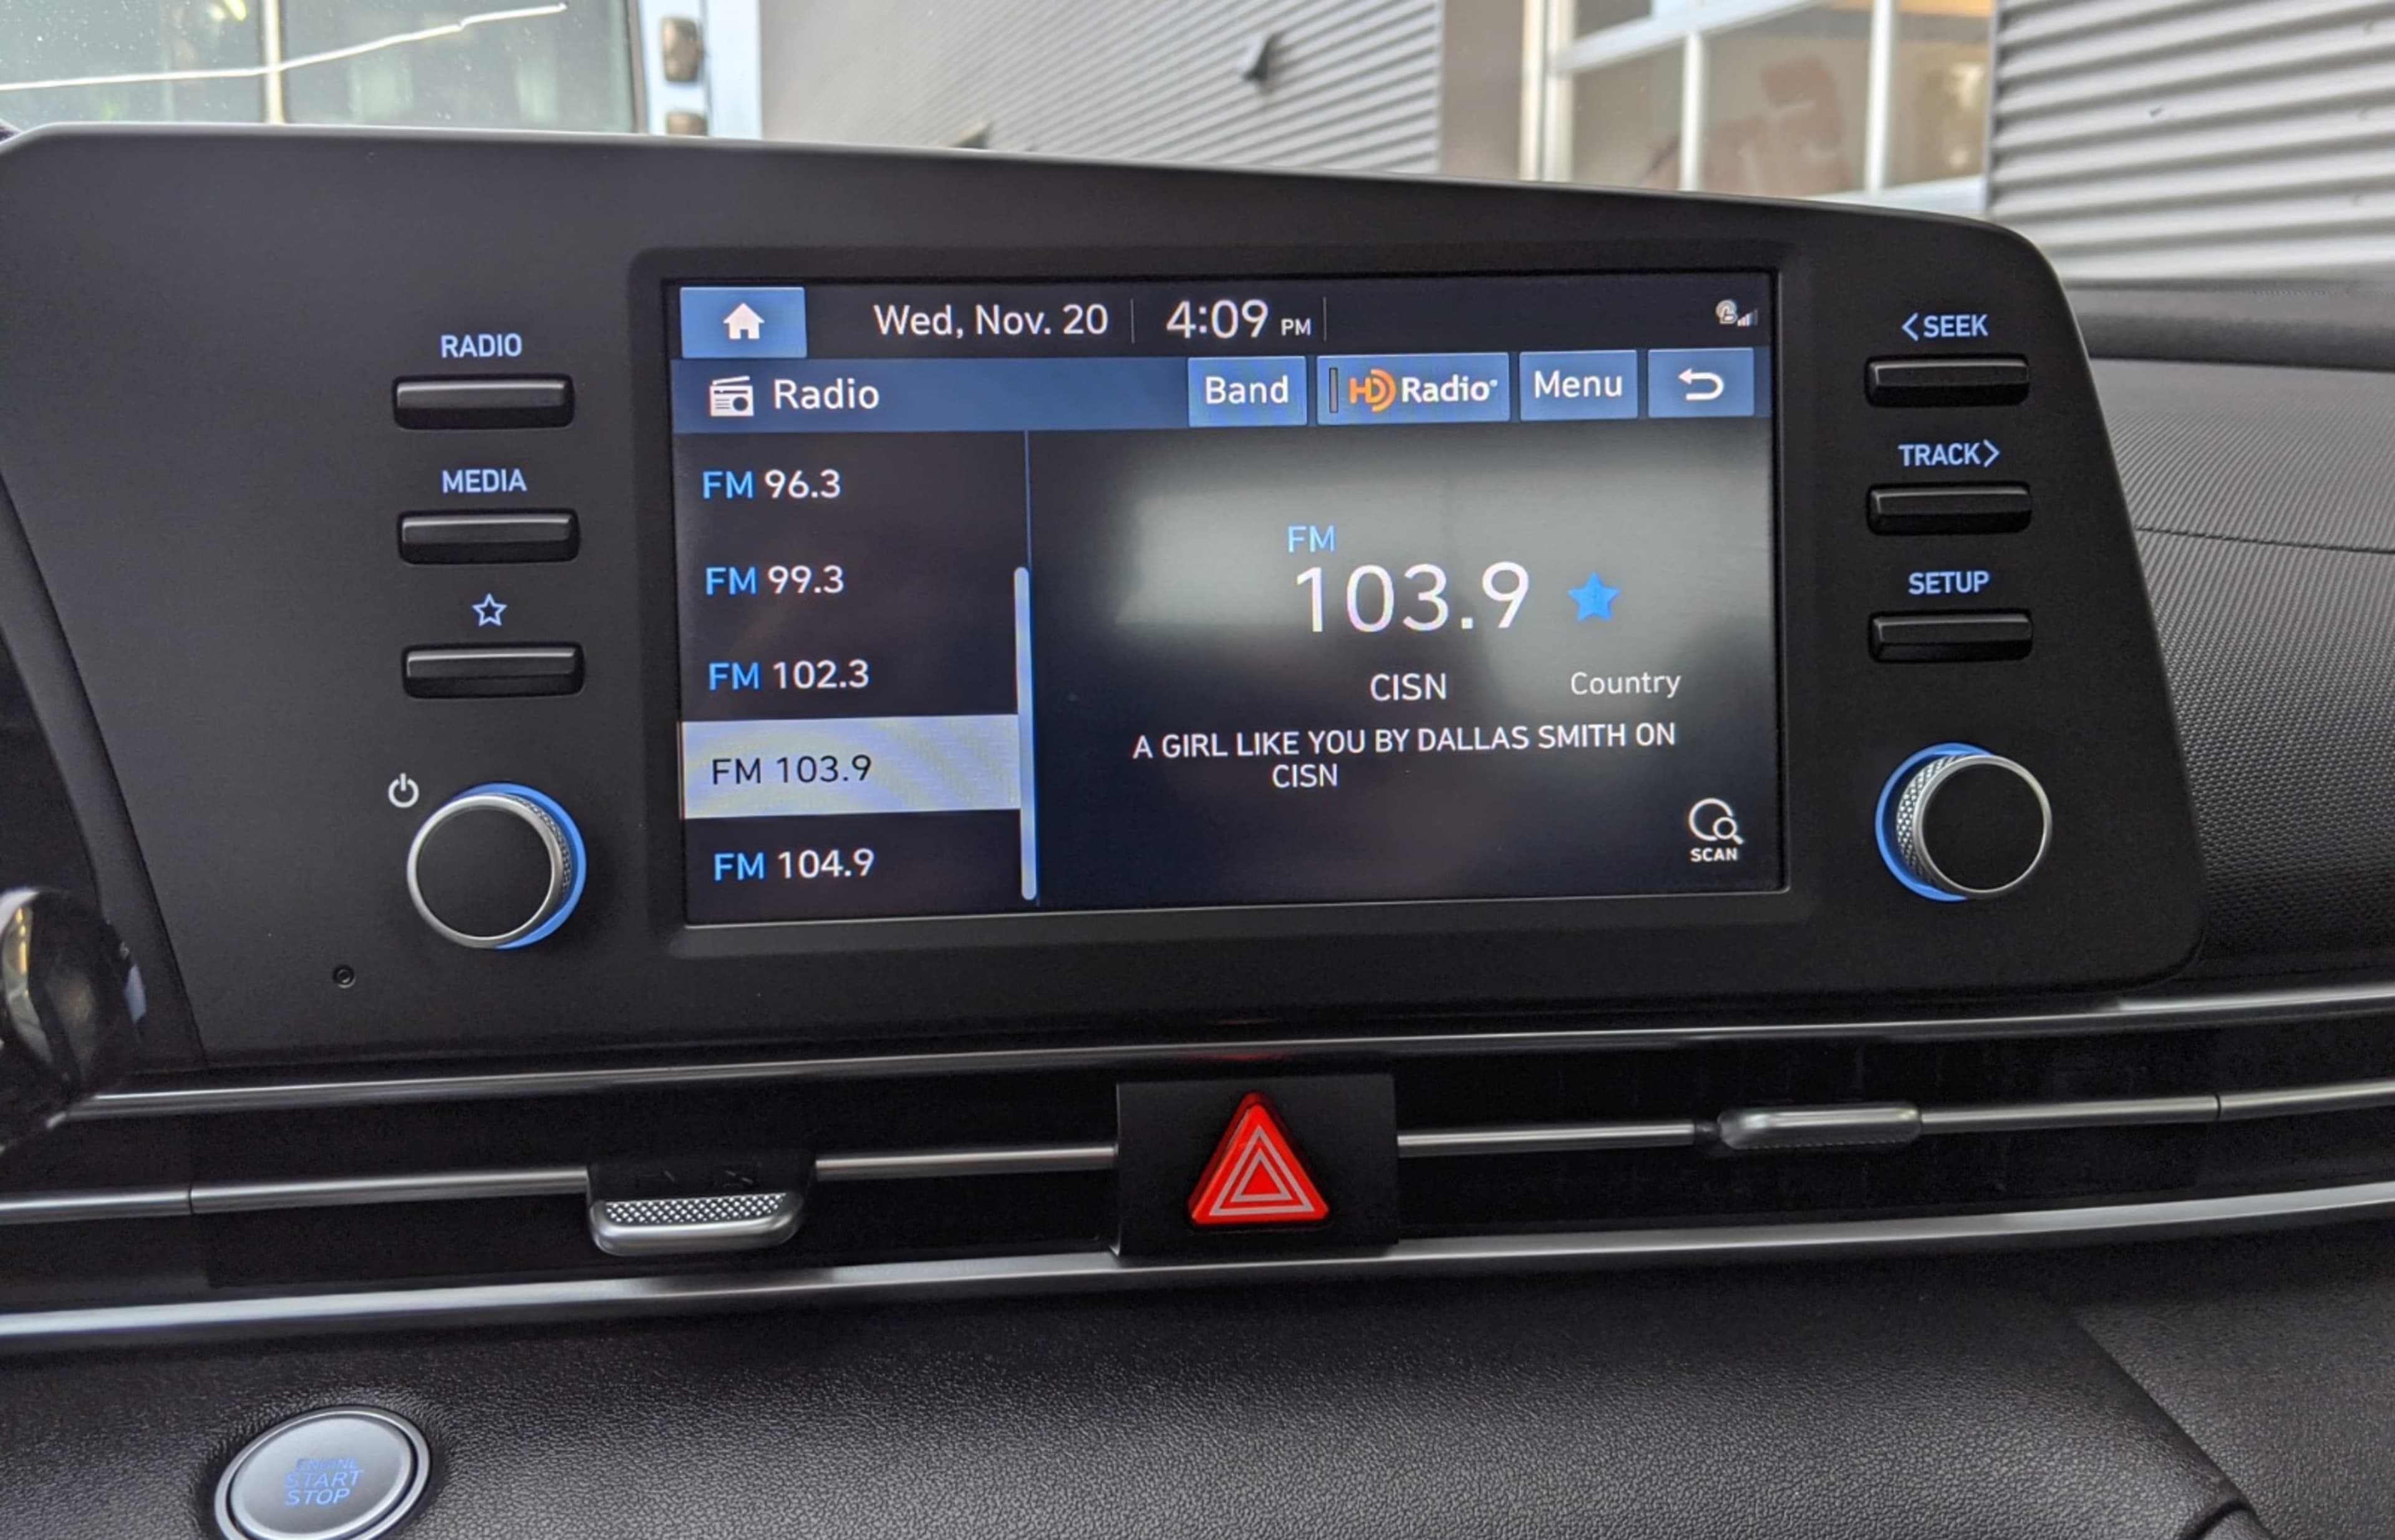 Wed, Nov. 20 4:09 PM
RADIO
MEDIA
Radio Band HD Radio Menu
FM 96.3
FM 99.3
FM 102.3
FM 103.9
FM 104.9
FM
103.9
CISN Country
A GIRL LIKE YOU BY DALLAS SMITH ON
CISN
SCAN
<SEEK
TRACK>
SETUP
ENGINE
START
STOP